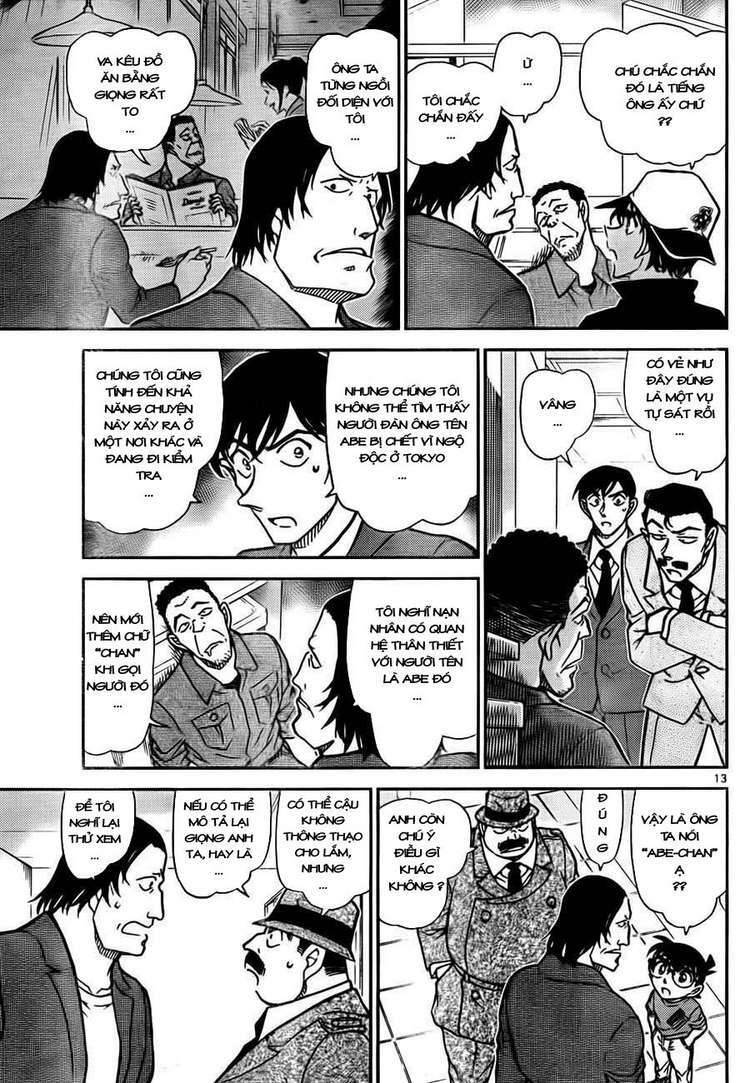 CHÚ CHẮC CHẮN
ĐÓ LÀ TIẾNG
ÔNG ẤY CHỨ
??
Ừ
...
TÔI CHẮC
CHẮN ĐẤY
...
ÔNG TA
TỪNG NGỒI
ĐỐI DIỆN VỚI
TÔI
...
VA KÊU ĐỒ
ĂN BẰNG
GIỌNG RẤT
TO
...
CÓ VẺ NHƯ
ĐÂY ĐÚNG
LÀ MỘT VỤ
TỰ SÁT RỒI
...
VÂNG
...
NHƯNG CHÚNG TÔI
KHÔNG THỂ TÌM THẤY
NGƯỜI ĐÀN ÔNG TÊN
ABE BỊ CHẾT VÌ NGỘ
ĐỘC Ở TOKYO
CHÚNG TÔI CŨNG
TÍNH ĐẾN KHẢ
NĂNG CHUYỆN
NÀY XẢY RA Ở
MỘT NƠI KHÁC VÀ
ĐANG ĐI KIỂM
TRA
...
TÔI NGHĨ NẠN
NHÂN CÓ QUAN
HỆ THÂN THIẾT
VỚI NGƯỜI TÊN
LÀ ABE ĐÓ
...
NÊN MỚI
THÊM CHỮ
“CHAN”
KHI GỌI
NGƯỜI ĐÓ
...
13
VẬY LÀ ÔNG
TA NÓI
“ABE-CHAN”
Ạ
??
ĐÚNG
ANH CÒN
CHÚ Ý
ĐIỀU GÌ
KHÁC
KHÔNG ?
CÓ THỂ CẬU
KHÔNG
THÔNG THẠO
CHO LẮM,
NHƯNG
...
NẾU CÓ THỂ
MÔ TẢ LẠI
GIỌNG ANH
TA, HAY LÀ
...
ĐỂ TÔI
NGHĨ LẠI
THỬ XEM
...